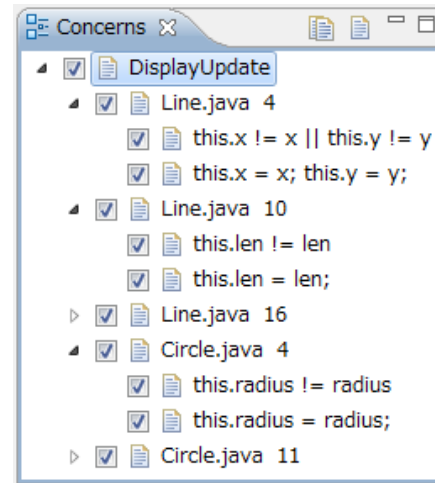 Concerns
DisplayUpdate
Line.java 4
this.x != x || this.y != y
this.x = x; this.y = y;
Line.java 10
this.len != len
this.len = len;
Line.java 16
Circle.java 4
this.radius != radius
this.radius = radius;
Circle.java 11